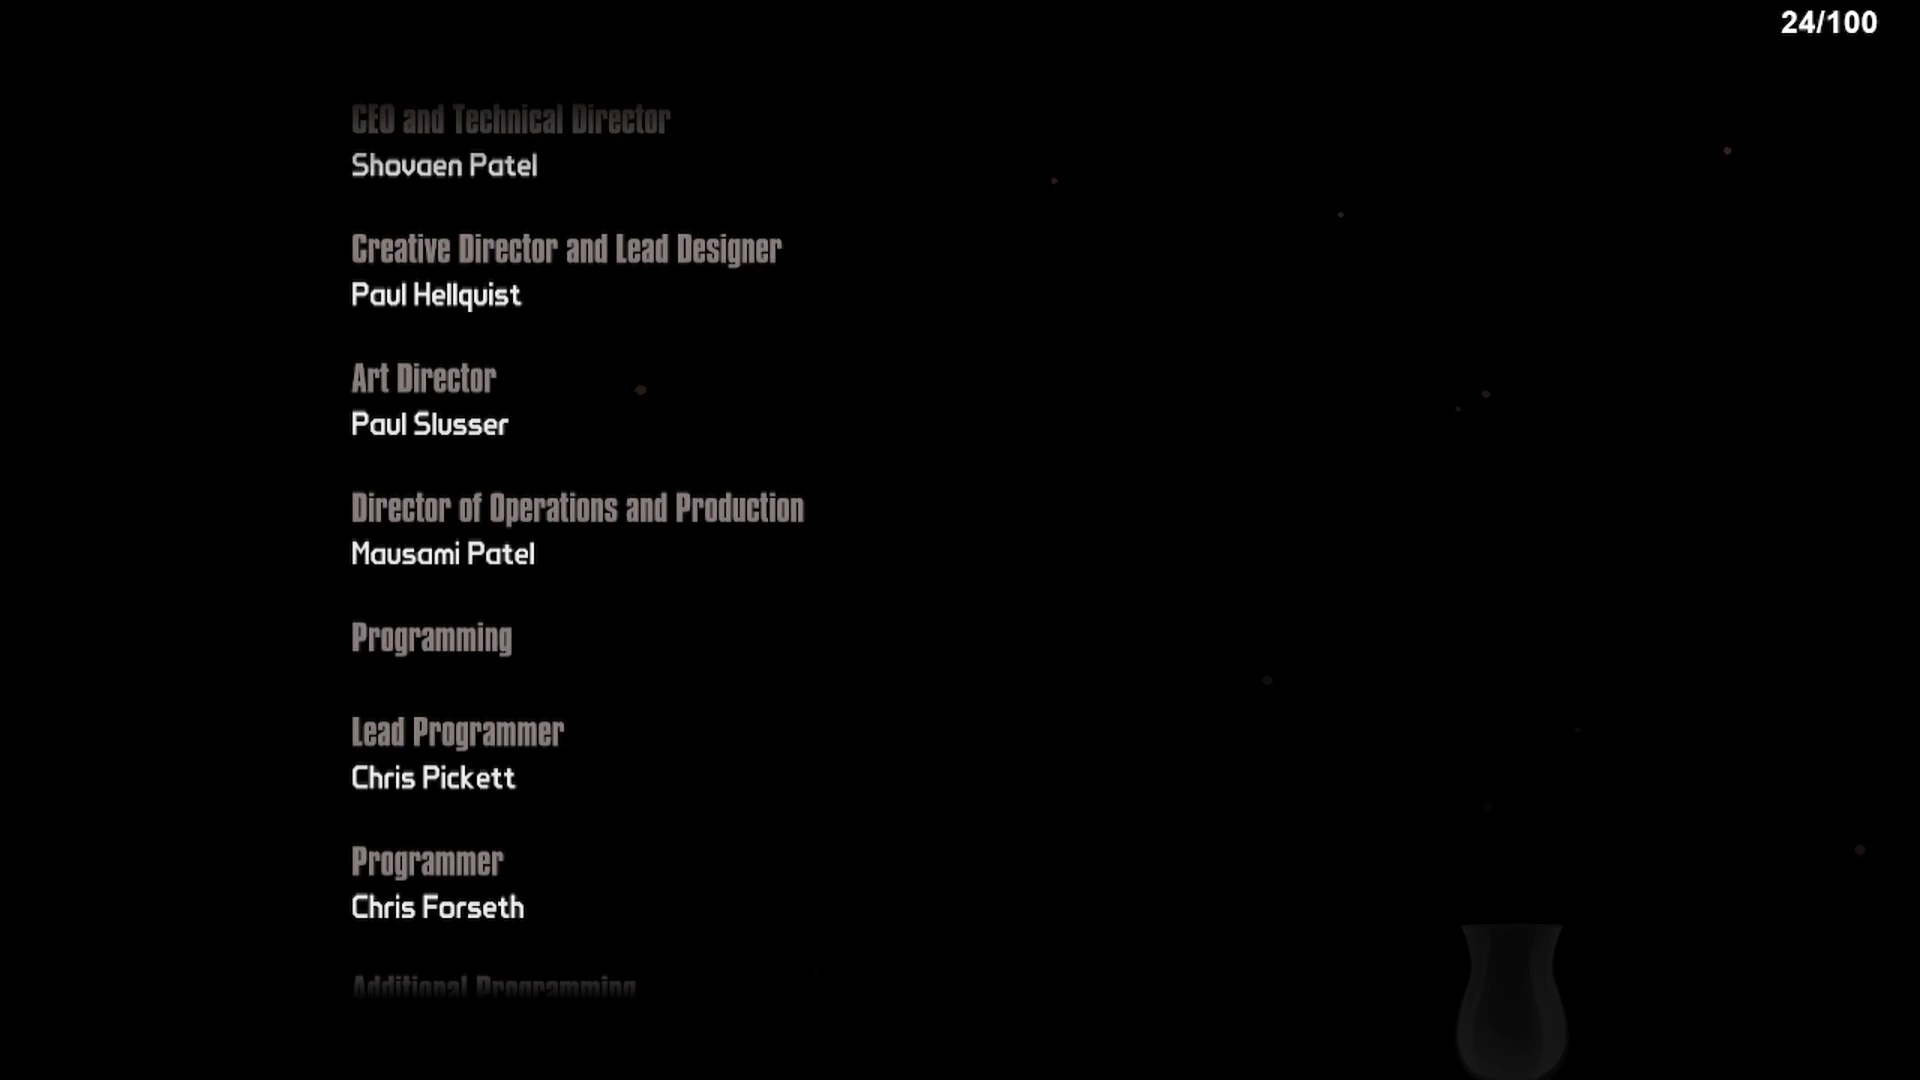 24/100
CEO and Technical Director
Shovaen Patel
Creative Director and Lead Designer
Paul Hellquist
Art Director
Paul Slusser
Director of Operations and Production
Mausami Patel
Programming
Lead Programmer
Chris Pickett
Programmer
Chris Forseth
Additional Programming